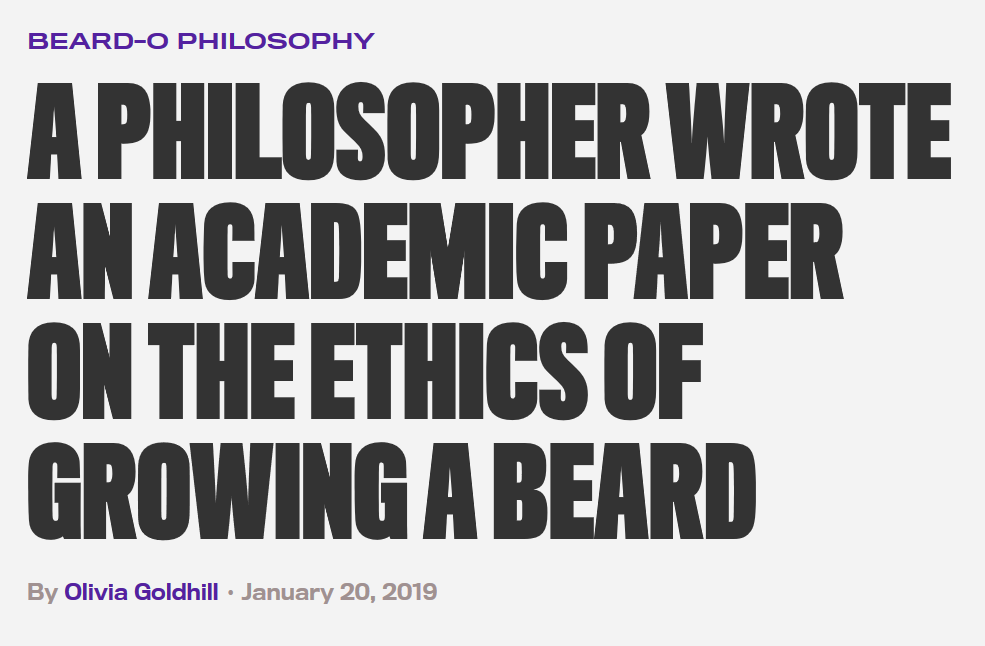 BEARD-O PHILOSOPHY
A PHILOSOPHER WROTE
AN ACADEMIC PAPER
ON THE ETHICS OF
GROWING A BEARD
By Olivia Goldhill • January 20, 2019